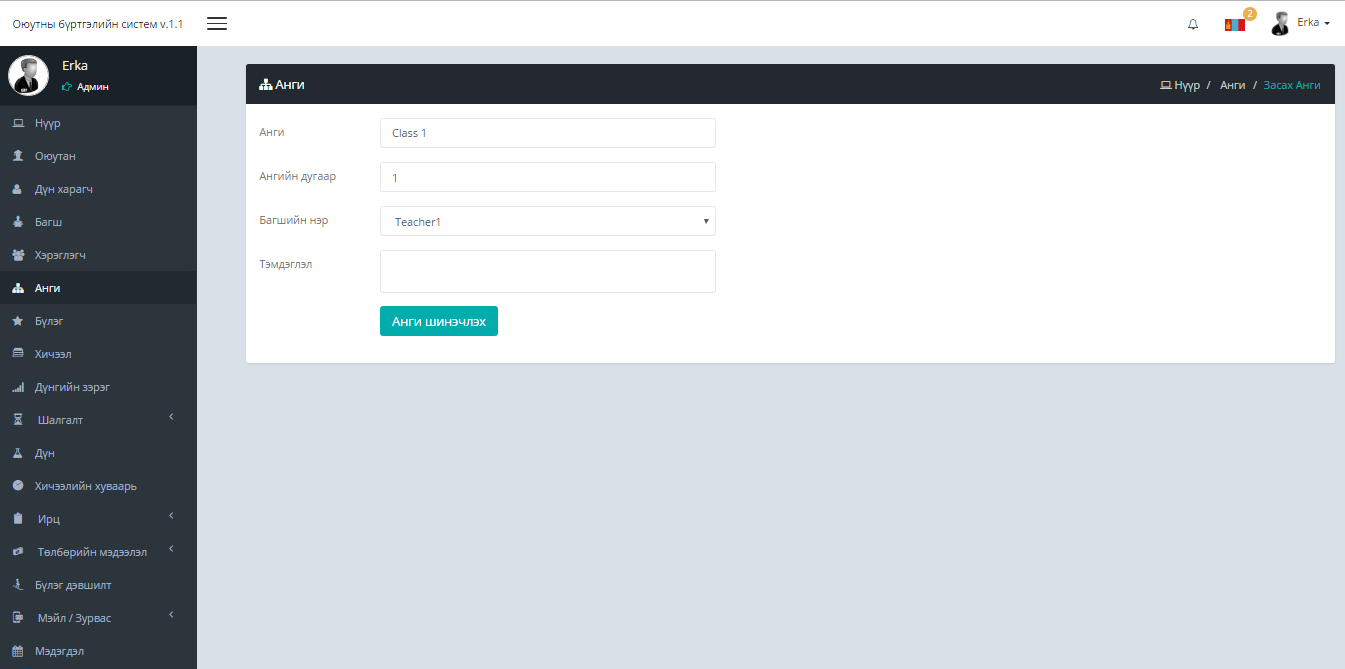 Оюутны бүртгэлийн систем v.1.1
2
Erka
Erka
Админ
Нүүр
Оюутан
Дүн харагч
Багш
Хэрэглэгч
Анги
Бүлэг
Хичээл
Дүнгийн зэрэг
Шалгалт
Дүн
Хичээлийн хуваарь
Ирц
Төлбөрийн мэдээлэл
Бүлэг дэвшилт
Мэйл / Зурвас
Мэдэгдэл
Анги
Нүүр / Анги / Засах Анги
Анги Class 1
Ангийн дугаар 1
Багшийн нэр Teacher1
Тэмдэглэл
Анги шинэчлэх